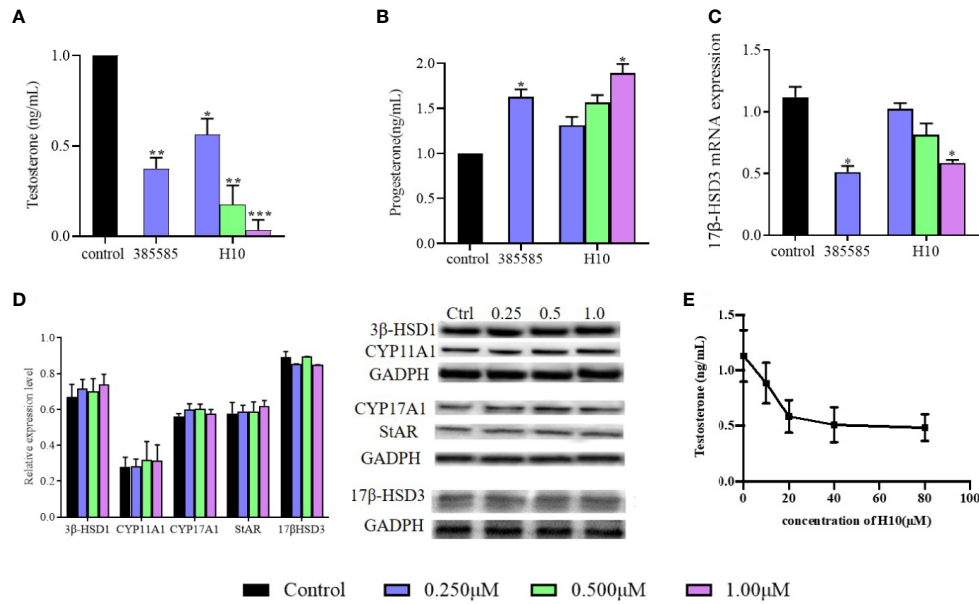 A
Testosterone (ng/mL)
1.0
0.5
0.0
**
*
**
***
control 385585 H10
B
Progesterone(ng/mL)
2.0
1.5
1.0
0.5
0.0
*
*
control 385585 H10
C
17β-HSD3 mRNA expression
1.5
1.0
0.5
0.0
*
*
control 385585 H10
D
Relative expression level
1.0
0.8
0.6
0.4
0.2
0.0
3β-HSD1 CYP11A1 CYP17A1 StAR 17βHSD3
Ctrl 0.25 0.5 1.0
3β-HSD1
CYP11A1
GADPH
CYP17A1
StAR
GADPH
17β-HSD3
GADPH
E
Testosterone (ng/mL)
1.5
1.0
0.5
0.0
0 20 40 60 80 100
concentration of H10(μM)
Control 0.250μM 0.500μM 1.00μM